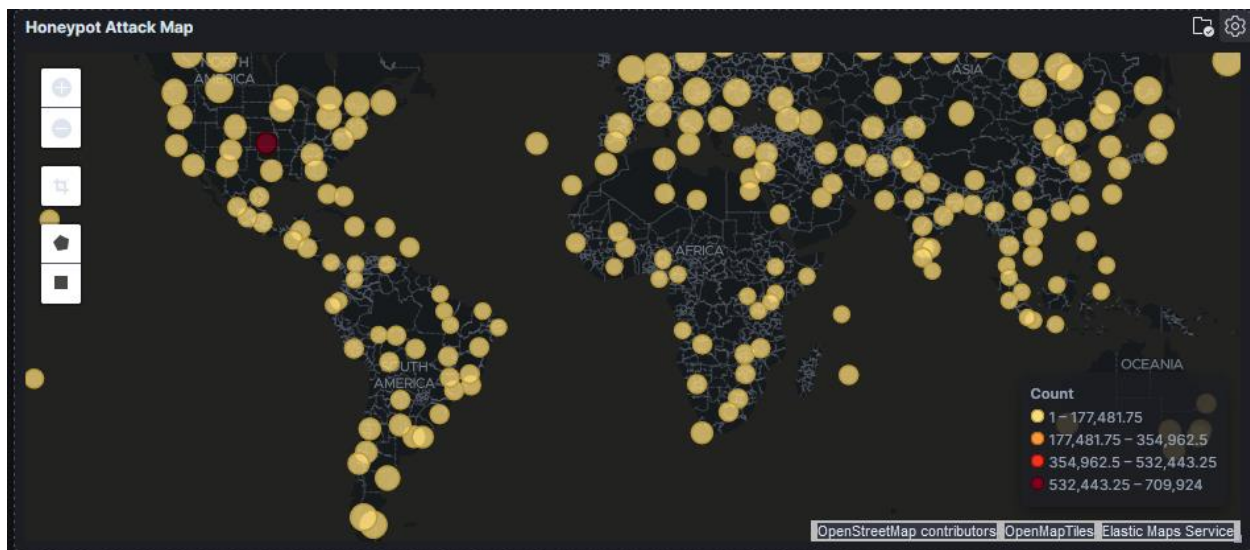 Honeypot Attack Map
NORTH
AMERICA
ASIA
AFRICA
SOUTH
AMERICA
OCEANIA
Count
1 – 177,481.75
177,481.75 – 354,962.5
354,962.5 – 532,443.25
532,443.25 – 709,924
OpenStreetMap contributors OpenMapTiles Elastic Maps Service